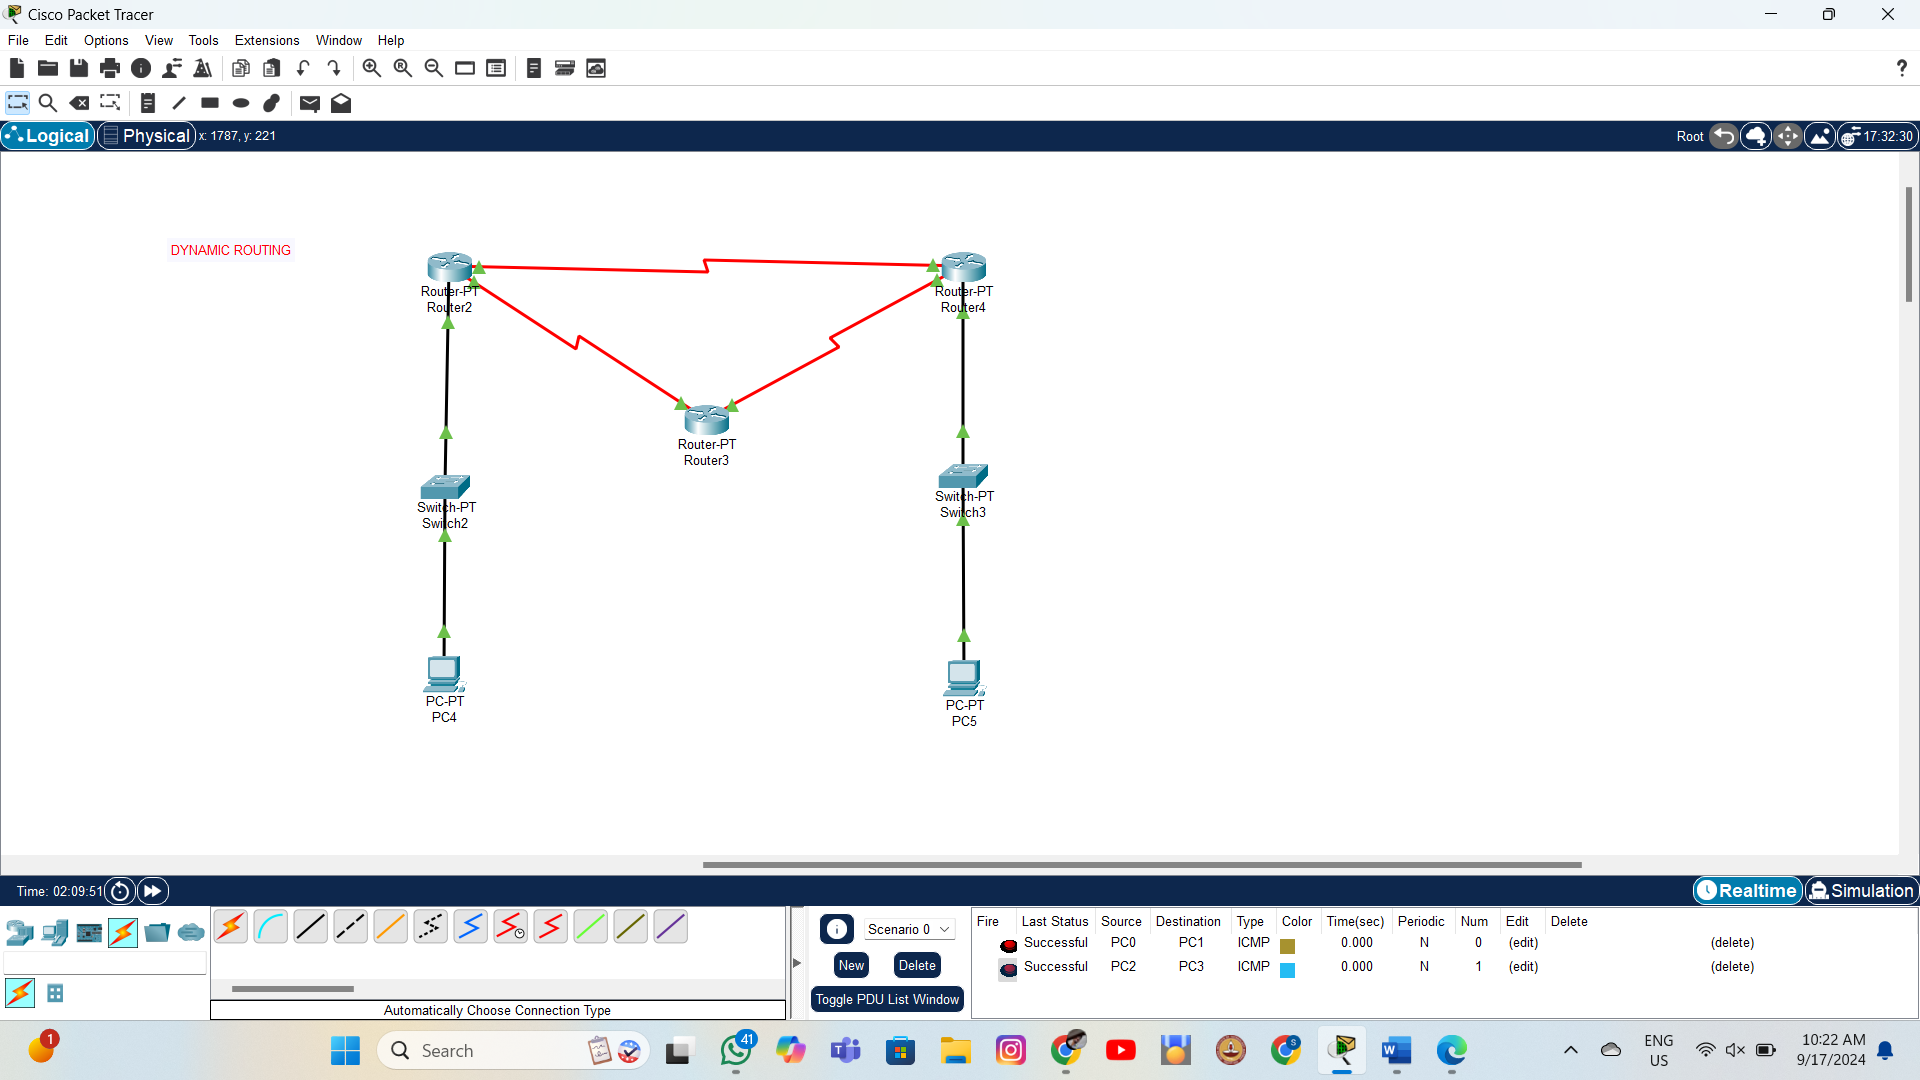 Cisco Packet Tracer
File Edit Options View Tools Extensions Window Help
?
Logical Physical x: 1787, y: 221 Root 17:32:30
DYNAMIC ROUTING
Router-PT
Router2
Router-PT
Router4
Router-PT
Router3
Switch-PT
Switch2
Switch-PT
Switch3
PC-PT
PC4
PC-PT
PC5
Time: 02:09:51 Realtime Simulation
Scenario 0
New Delete
Toggle PDU List Window
Automatically Choose Connection Type
Fire Last Status Source Destination Type Color Time(sec) Periodic Num Edit Delete
Successful PC0 PC1 ICMP 0.000 N 0 (edit) (delete)
Successful PC2 PC3 ICMP 0.000 N 1 (edit) (delete)
1
Search
41
ENG
US
10:22 AM
9/17/2024